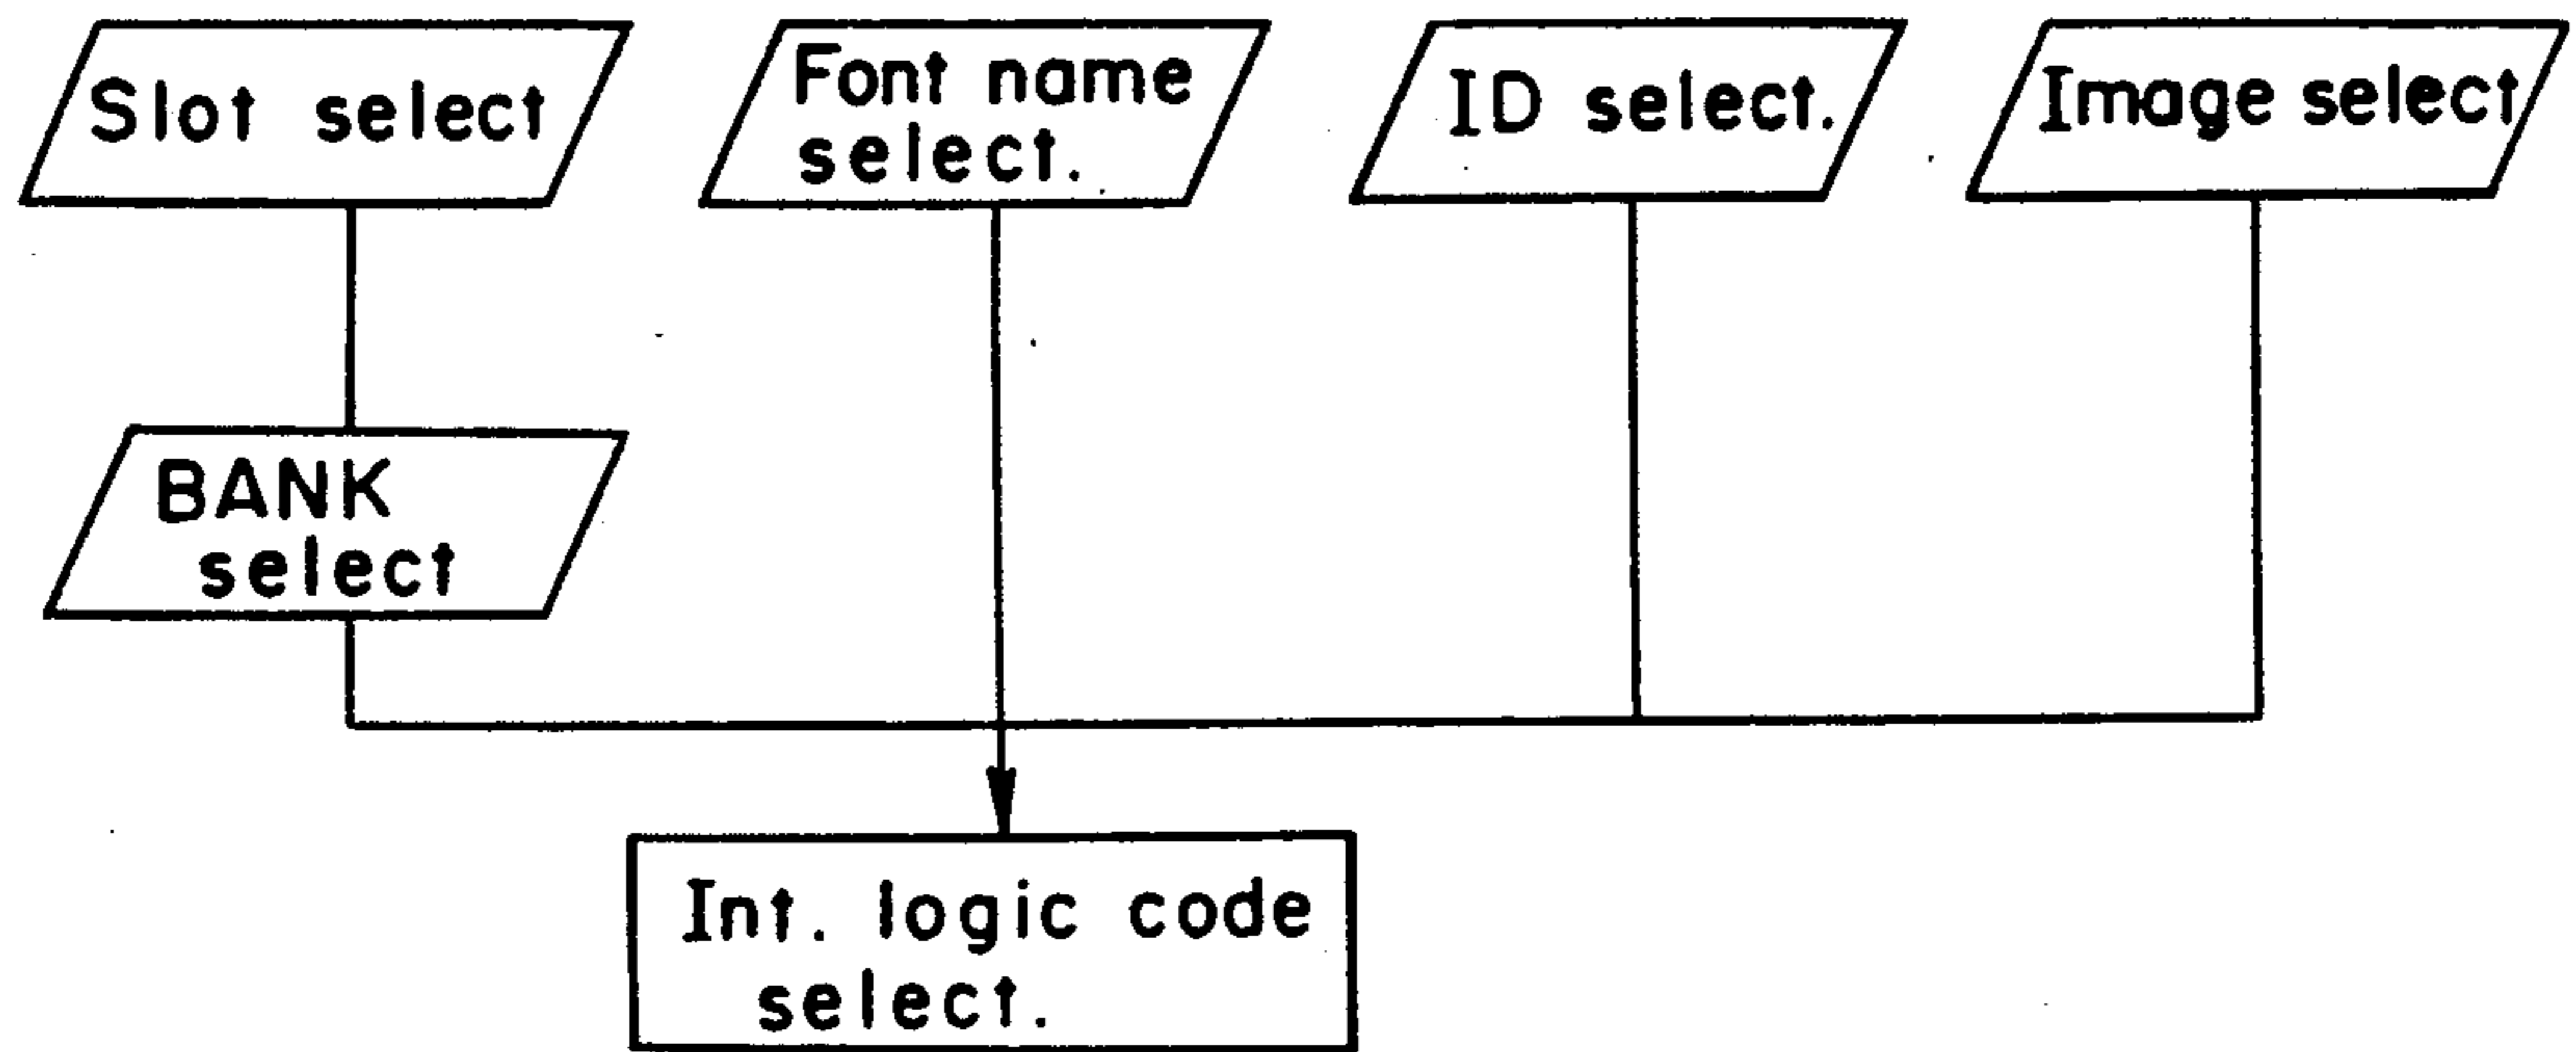 Slot select
Font name
select.
ID select.
Image select
BANK
select
Int. logic code
select.